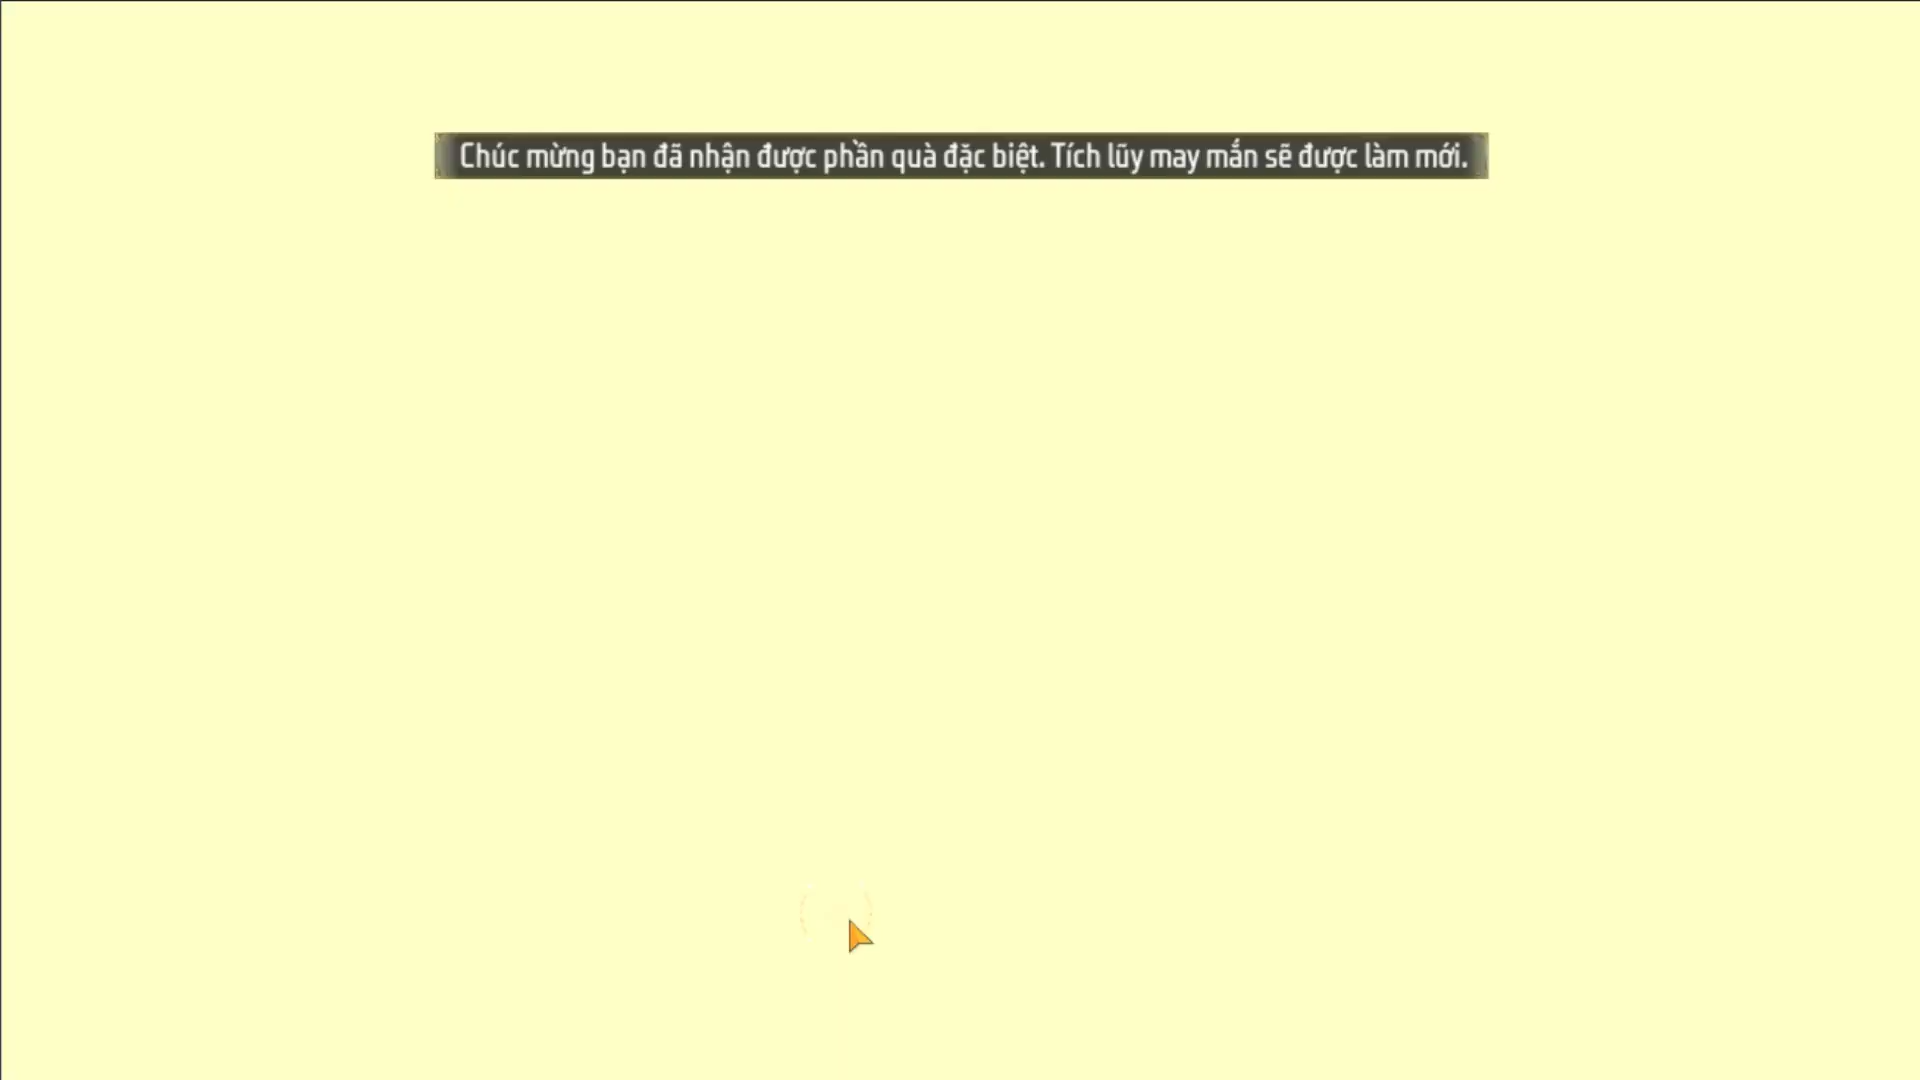 Chúc mừng bạn đã nhận được phần quà đặc biệt. Tích lũy may mắn sẽ được làm mới.